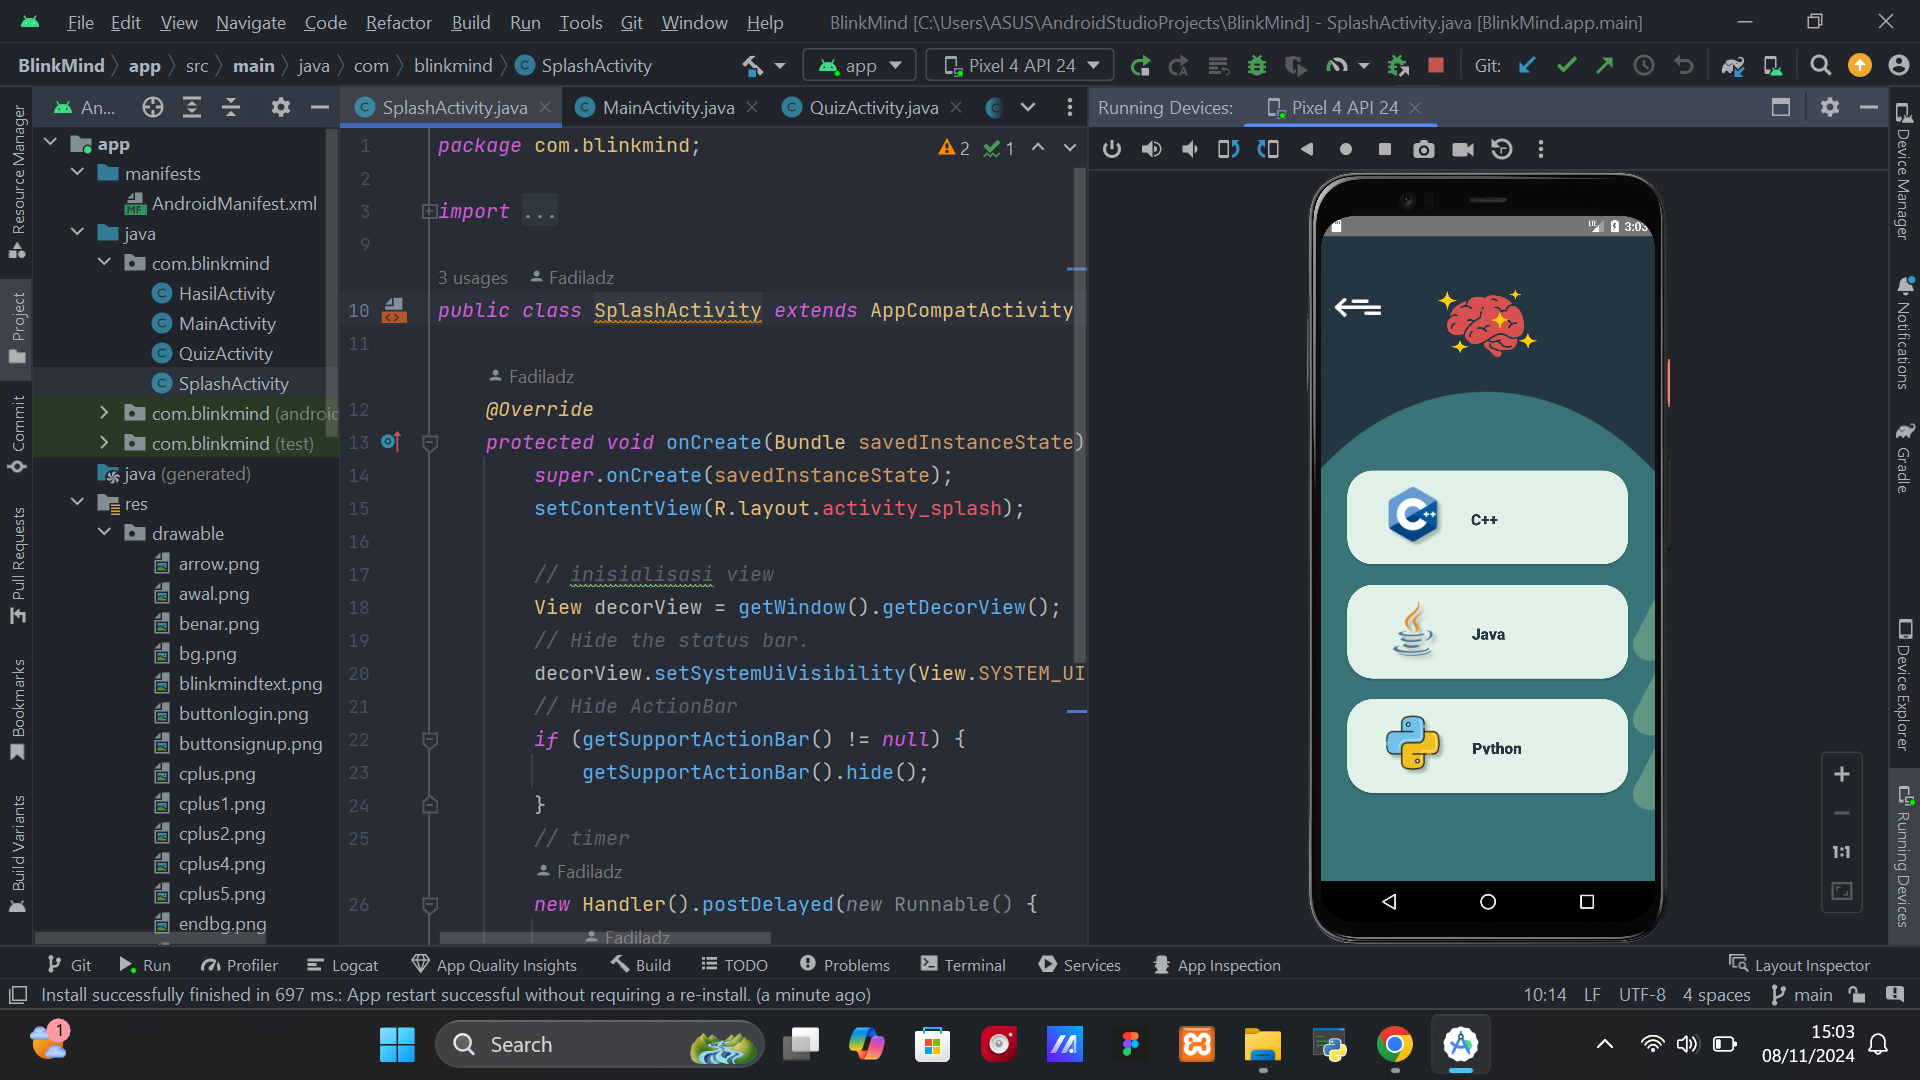 File Edit View Navigate Code Refactor Build Run Tools Git Window Help BlinkMind [C:\Users\ASUS\AndroidStudioProjects\BlinkMind] - SplashActivity.java [BlinkMind.app.main]
BlinkMind app src main java com blinkmind SplashActivity app Pixel 4 API 24 Git:
An... SplashActivity.java MainActivity.java QuizActivity.java Running Devices: Pixel 4 API 24
Resource Manager
Project
Commit
Pull Requests
Bookmarks
Build Variants
app
manifests
AndroidManifest.xml
java
com.blinkmind
HasilActivity
MainActivity
QuizActivity
SplashActivity
com.blinkmind (androi
com.blinkmind (test)
java (generated)
res
drawable
arrow.png
awal.png
benar.png
bg.png
blinkmindtext.png
buttonlogin.png
buttonsignup.png
cplus.png
cplus1.png
cplus2.png
cplus4.png
cplus5.png
endbg.png
2 1
1 package com.blinkmind;
2
3 import ...
9
3 usages Fadiladz
10 public class SplashActivity extends AppCompatActivity
11
Fadiladz
12 @Override
13 protected void onCreate(Bundle savedInstanceState)
14 super.onCreate(savedInstanceState);
15 setContentView(R.layout.activity_splash);
16
17 // inisialisasi view
18 View decorView = getWindow().getDecorView();
19 // Hide the status bar.
20 decorView.setSystemUiVisibility(View.SYSTEM_UI
21 // Hide ActionBar
22 if (getSupportActionBar() != null) {
23 getSupportActionBar().hide();
24 }
25 // timer
Fadiladz
26 new Handler().postDelayed(new Runnable() {
Fadiladz
3:03
C++
Java
Python
1:1
Device Manager
Notifications
Gradle
Device Explorer
Running Devices
Git Run Profiler Logcat App Quality Insights Build TODO Problems Terminal Services App Inspection Layout Inspector
Install successfully finished in 697 ms.: App restart successful without requiring a re-install. (a minute ago) 10:14 LF UTF-8 4 spaces main
1 Search 15:03
08/11/2024